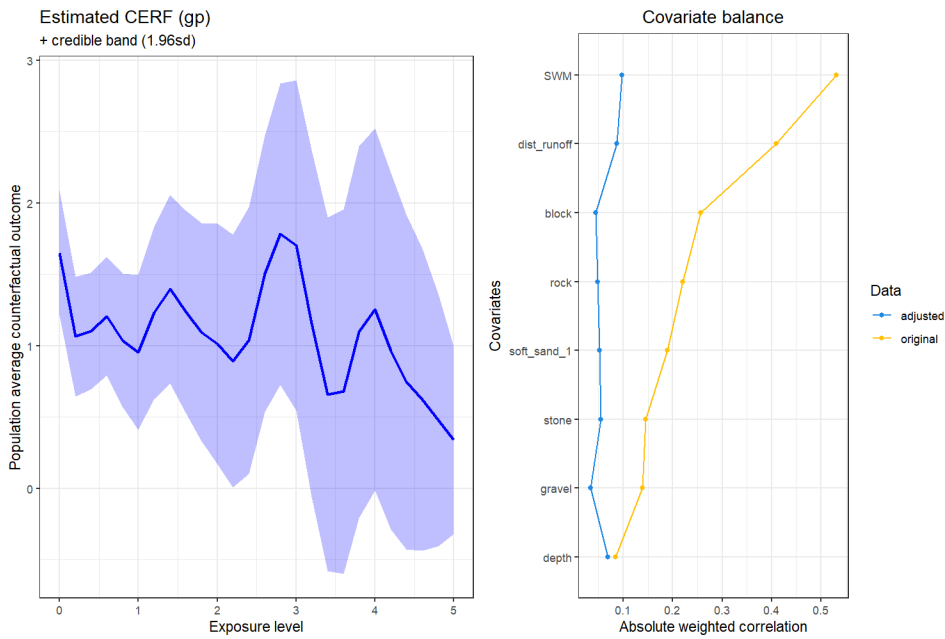 Estimated CERF (gp)
+ credible band (1.96sd)
Population average counterfactual outcome
3
2
1
0
0 1 2 3 4 5
Exposure level
Covariate balance
Covariates
SWM
dist_runoff
block
rock
soft_sand_1
stone
gravel
depth
0.1 0.2 0.3 0.4 0.5
Absolute weighted correlation
Data
adjusted
original